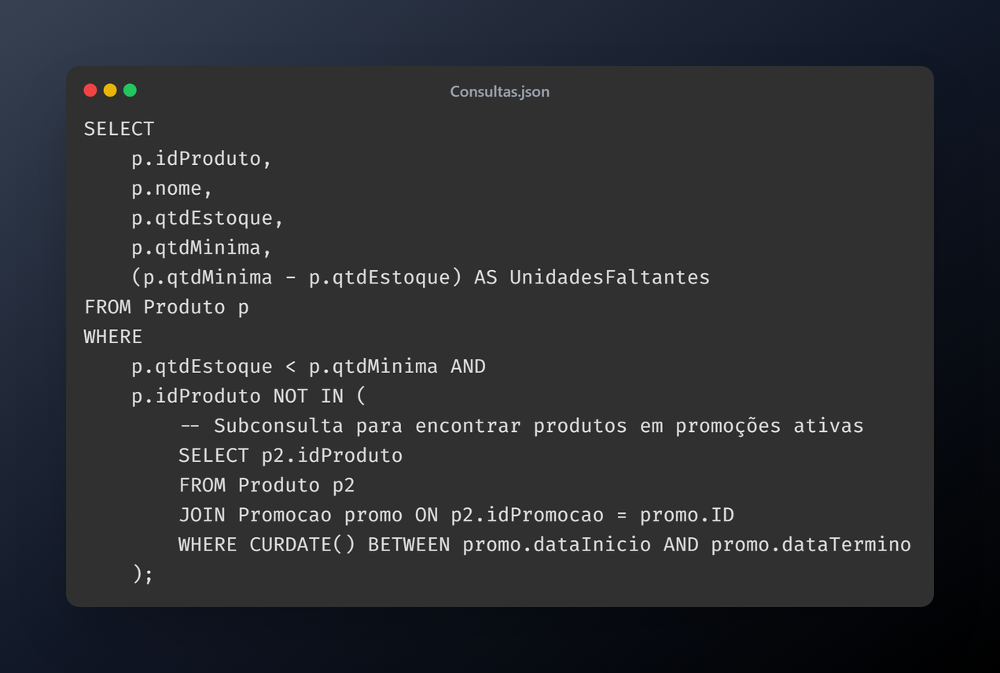 Consultas.json
SELECT
    p.idProduto,
    p.nome,
    p.qtdEstoque,
    p.qtdMinima,
    (p.qtdMinima - p.qtdEstoque) AS UnidadesFaltantes
FROM Produto p
WHERE
    p.qtdEstoque < p.qtdMinima AND
    p.idProduto NOT IN (
        -- Subconsulta para encontrar produtos em promoções ativas
        SELECT p2.idProduto
        FROM Produto p2
        JOIN Promocao promo ON p2.idPromocao = promo.ID
        WHERE CURDATE() BETWEEN promo.dataInicio AND promo.dataTermino
    );